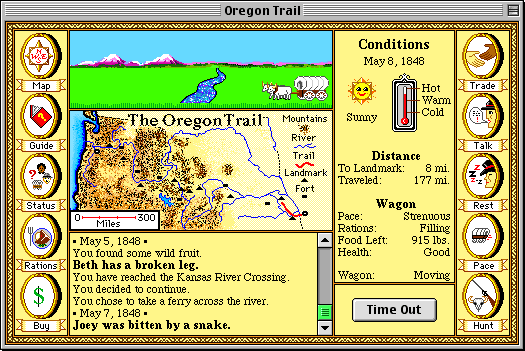 Oregon Trail
Map
Guide
Status
Rations
Buy
The Oregon Trail
Mountains
River
Trail
Landmark
Fort
0 300
Miles
• May 5, 1848 •
You found some wild fruit.
Beth has a broken leg.
You have reached the Kansas River Crossing.
You decided to continue.
You chose to take a ferry across the river.
• May 7, 1848 •
Joey was bitten by a snake.
Conditions
May 8, 1848
Sunny
Hot
Warm
Cold
Distance
To Landmark: 8 mi.
Traveled: 177 mi.
Wagon
Pace: Strenuous
Rations: Filling
Food Left: 915 lbs.
Health: Good
Wagon: Moving
Time Out
Trade
Talk
Rest
Pace
Hunt